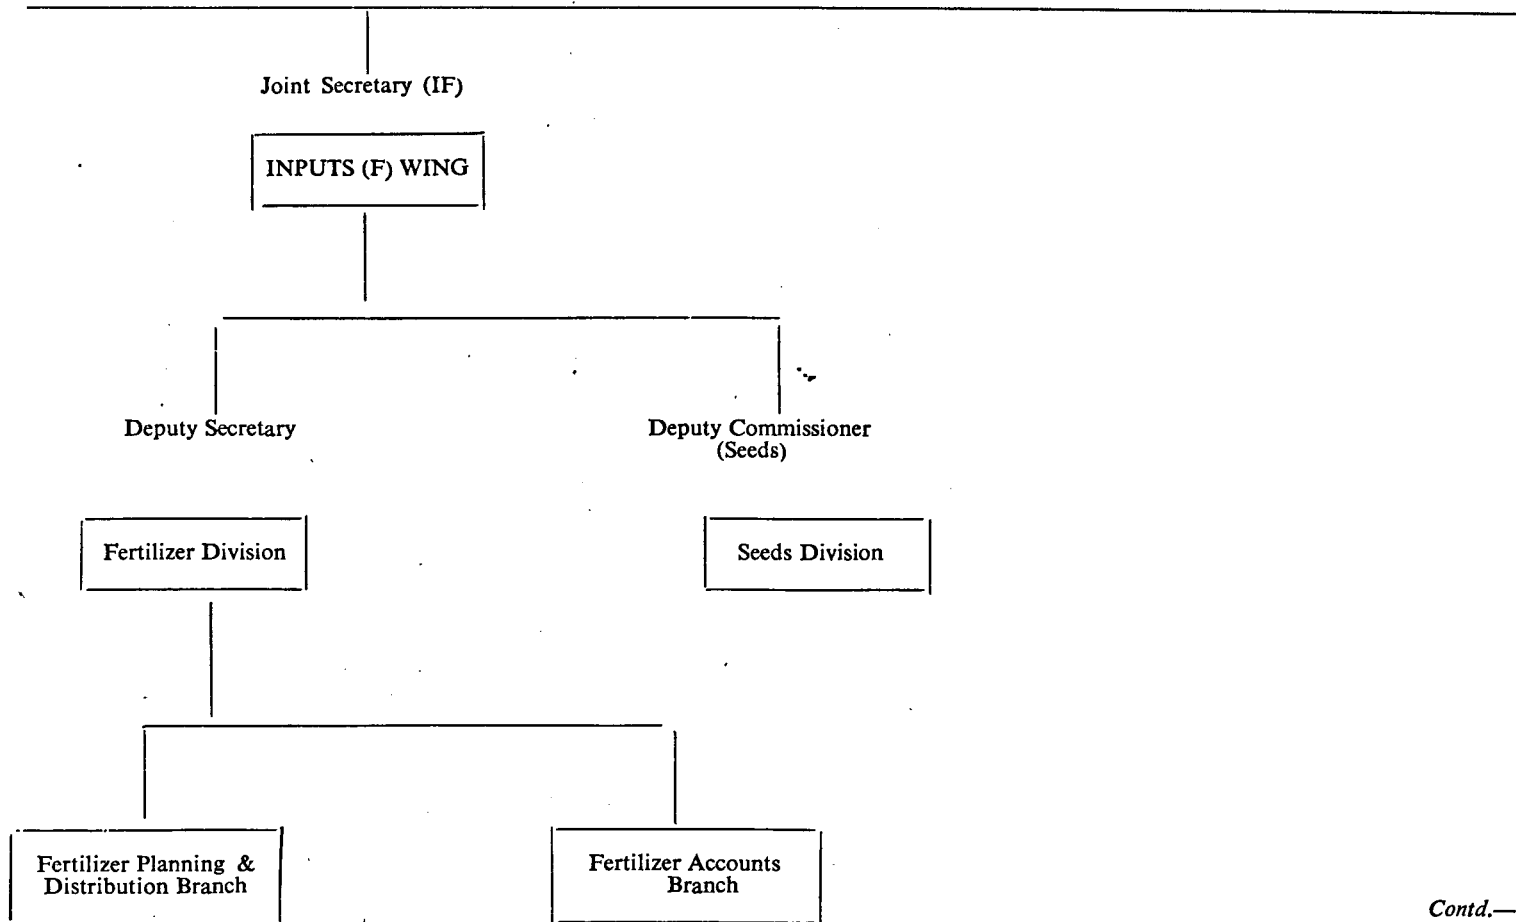 Joint Secretary (IF)
INPUTS (F) WING
Deputy Secretary
Deputy Commissioner
(Seeds)
Fertilizer Division
Seeds Division
Fertilizer Planning &
Distribution Branch
Fertilizer Accounts
Branch
Contd.—